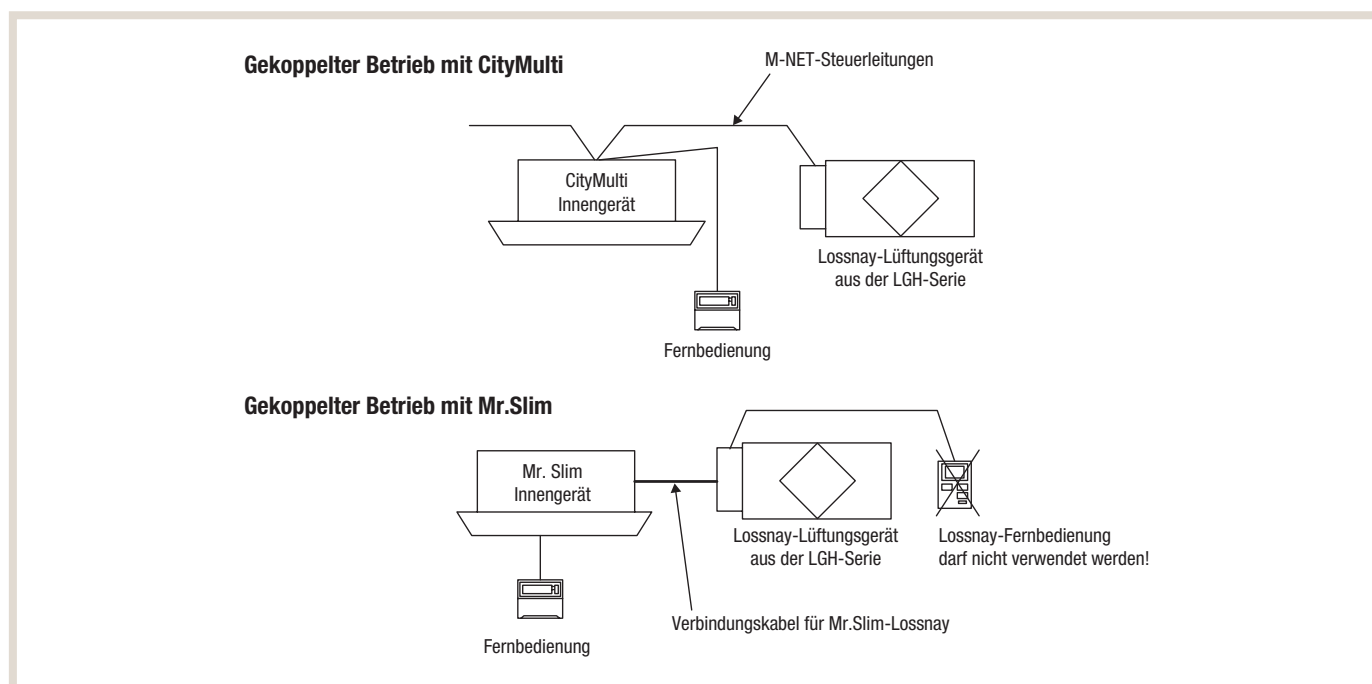 Gekoppelter Betrieb mit CityMulti
M-NET-Steuerleitungen
CityMulti
Innengerät
Lossnay-Lüftungsgerät
aus der LGH-Serie
Fernbedienung
Gekoppelter Betrieb mit Mr.Slim
Mr. Slim
Innengerät
Lossnay-Lüftungsgerät
aus der LGH-Serie
Lossnay-Fernbedienung
darf nicht verwendet werden!
Verbindungskabel für Mr.Slim-Lossnay
Fernbedienung